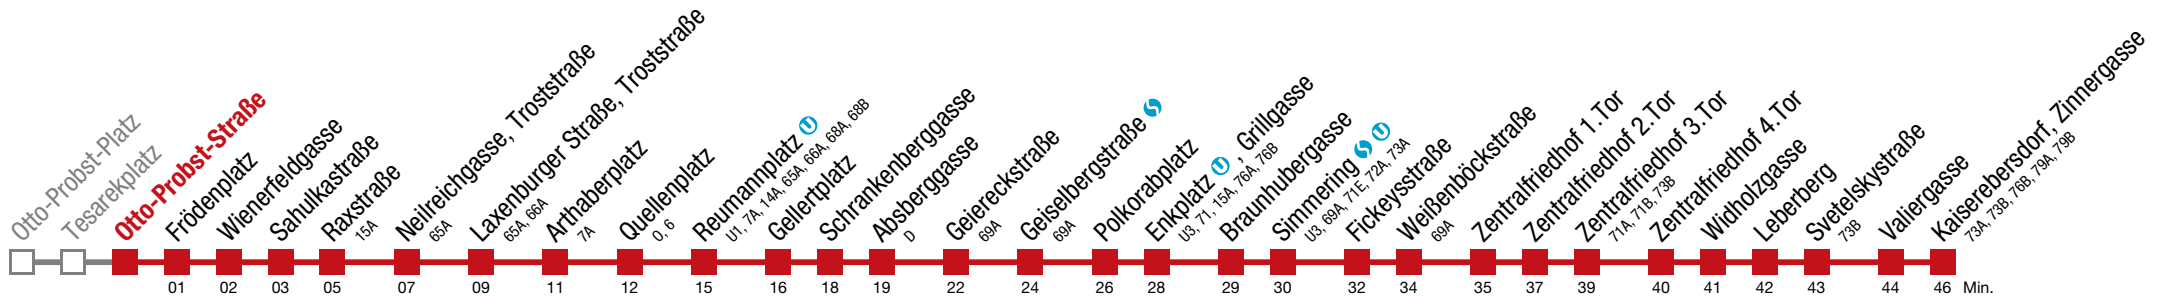 Otto-Probst-Platz
Tesarekplatz
Otto-Probst-Straße
Frödenplatz
Wienerfeldgasse
Sahulkastraße
Raxstraße
15A
Neilreichgasse, Troststraße
65A
Laxenburger Straße, Troststraße
65A, 66A
Arthaberplatz
7A
Quellenplatz
O, 6
Reumannplatz U
U1, 7A, 14A, 65A, 66A, 68A, 68B
Gellertplatz
Schrankenberggasse
Absberggasse
D
Geiereckstraße
69A
Geiselbergstraße S
69A
Polkorabplatz
Enkplatz U, Grillgasse
U3, 71, 15A, 76A, 76B
Braunhubergasse
Simmering S U
U3, 69A, 71E, 72A, 73A
Fickeysstraße
Weißenböckstraße
69A
Zentralfriedhof 1.Tor
Zentralfriedhof 2.Tor
Zentralfriedhof 3.Tor
71A, 71B, 73B
Zentralfriedhof 4.Tor
Widholzgasse
Leberberg
Svetelskystraße
73B
Valiergasse
Kaiserebersdorf, Zinnergasse
73A, 73B, 76B, 79A, 79B
01 02 03 05 07 09 11 12 15 16 18 19 22 24 26 28 29 30 32 34 35 37 39 40 41 42 43 44 46 Min.